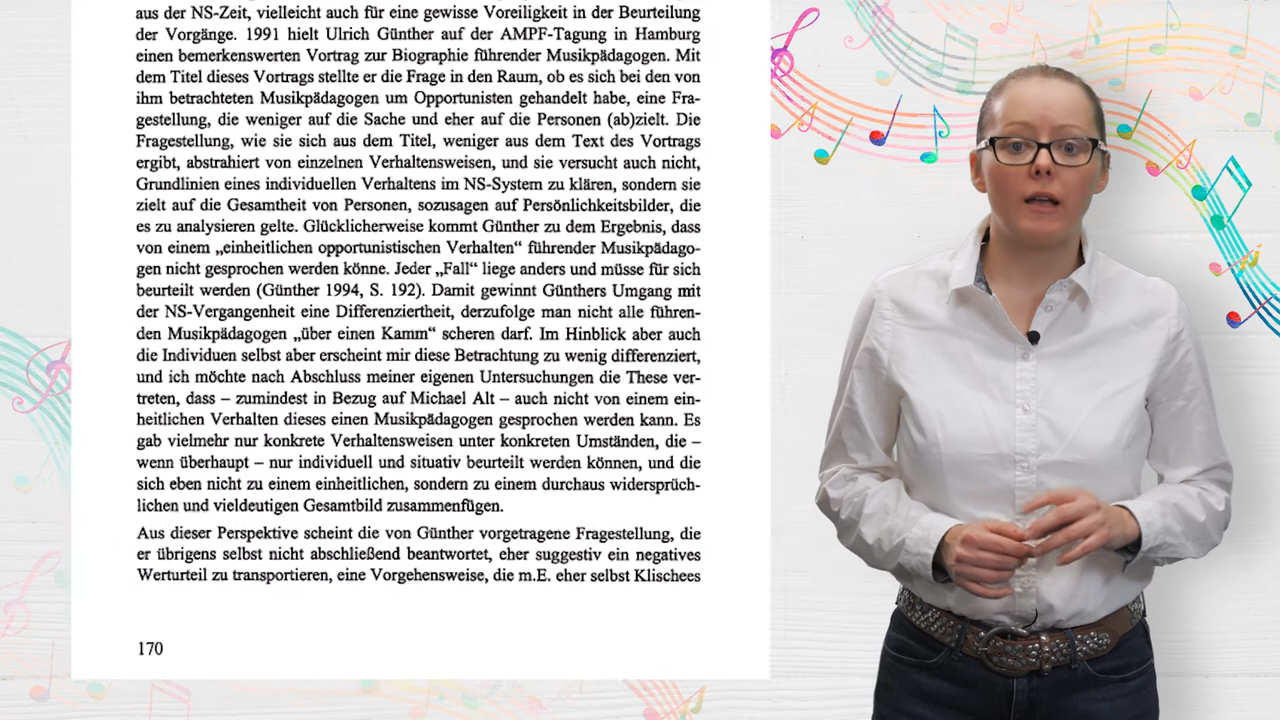 aus der NS-Zeit, vielleicht auch für eine gewisse Voreiligkeit in der Beurteilung
der Vorgänge. 1991 hielt Ulrich Günther auf der AMPF-Tagung in Hamburg
einen bemerkenswerten Vortrag zur Biographie führender Musikpädagogen. Mit
dem Titel dieses Vortrags stellte er die Frage in den Raum, ob es sich bei den von
ihm betrachteten Musikpädagogen um Opportunisten gehandelt habe, eine Fra-
gestellung, die weniger auf die Sache und eher auf die Personen (ab)zielt. Die
Fragestellung, wie sie sich aus dem Titel, weniger aus dem Text des Vortrags
ergibt, abstrahiert von einzelnen Verhaltensweisen, und sie versucht auch nicht,
Grundlinien eines individuellen Verhaltens im NS-System zu klären, sondern sie
zielt auf die Gesamtheit von Personen, sozusagen auf Persönlichkeitsbilder, die
es zu analysieren gelte. Glücklicherweise kommt Günther zu dem Ergebnis, dass
von einem „einheitlichen opportunistischen Verhalten“ führender Musikpädago-
gen nicht gesprochen werden könne. Jeder „Fall“ liege anders und müsse für sich
beurteilt werden (Günther 1994, S. 192). Damit gewinnt Günthers Umgang mit
der NS-Vergangenheit eine Differenziertheit, derzufolge man nicht alle führen-
den Musikpädagogen „über einen Kamm“ scheren darf. Im Hinblick aber auch
die Individuen selbst aber erscheint mir diese Betrachtung zu wenig differenziert,
und ich möchte nach Abschluss meiner eigenen Untersuchungen die These ver-
treten, dass – zumindest in Bezug auf Michael Alt – auch nicht von einem ein-
heitlichen Verhalten dieses einen Musikpädagogen gesprochen werden kann. Es
gab vielmehr nur konkrete Verhaltensweisen unter konkreten Umständen, die –
wenn überhaupt – nur individuell und situativ beurteilt werden können, und die
sich eben nicht zu einem einheitlichen, sondern zu einem durchaus widersprüch-
lichen und vieldeutigen Gesamtbild zusammenfügen.
Aus dieser Perspektive scheint die von Günther vorgetragene Fragestellung, die
er übrigens selbst nicht abschließend beantwortet, eher suggestiv ein negatives
Werturteil zu transportieren, eine Vorgehensweise, die m.E. eher selbst Klischees
170